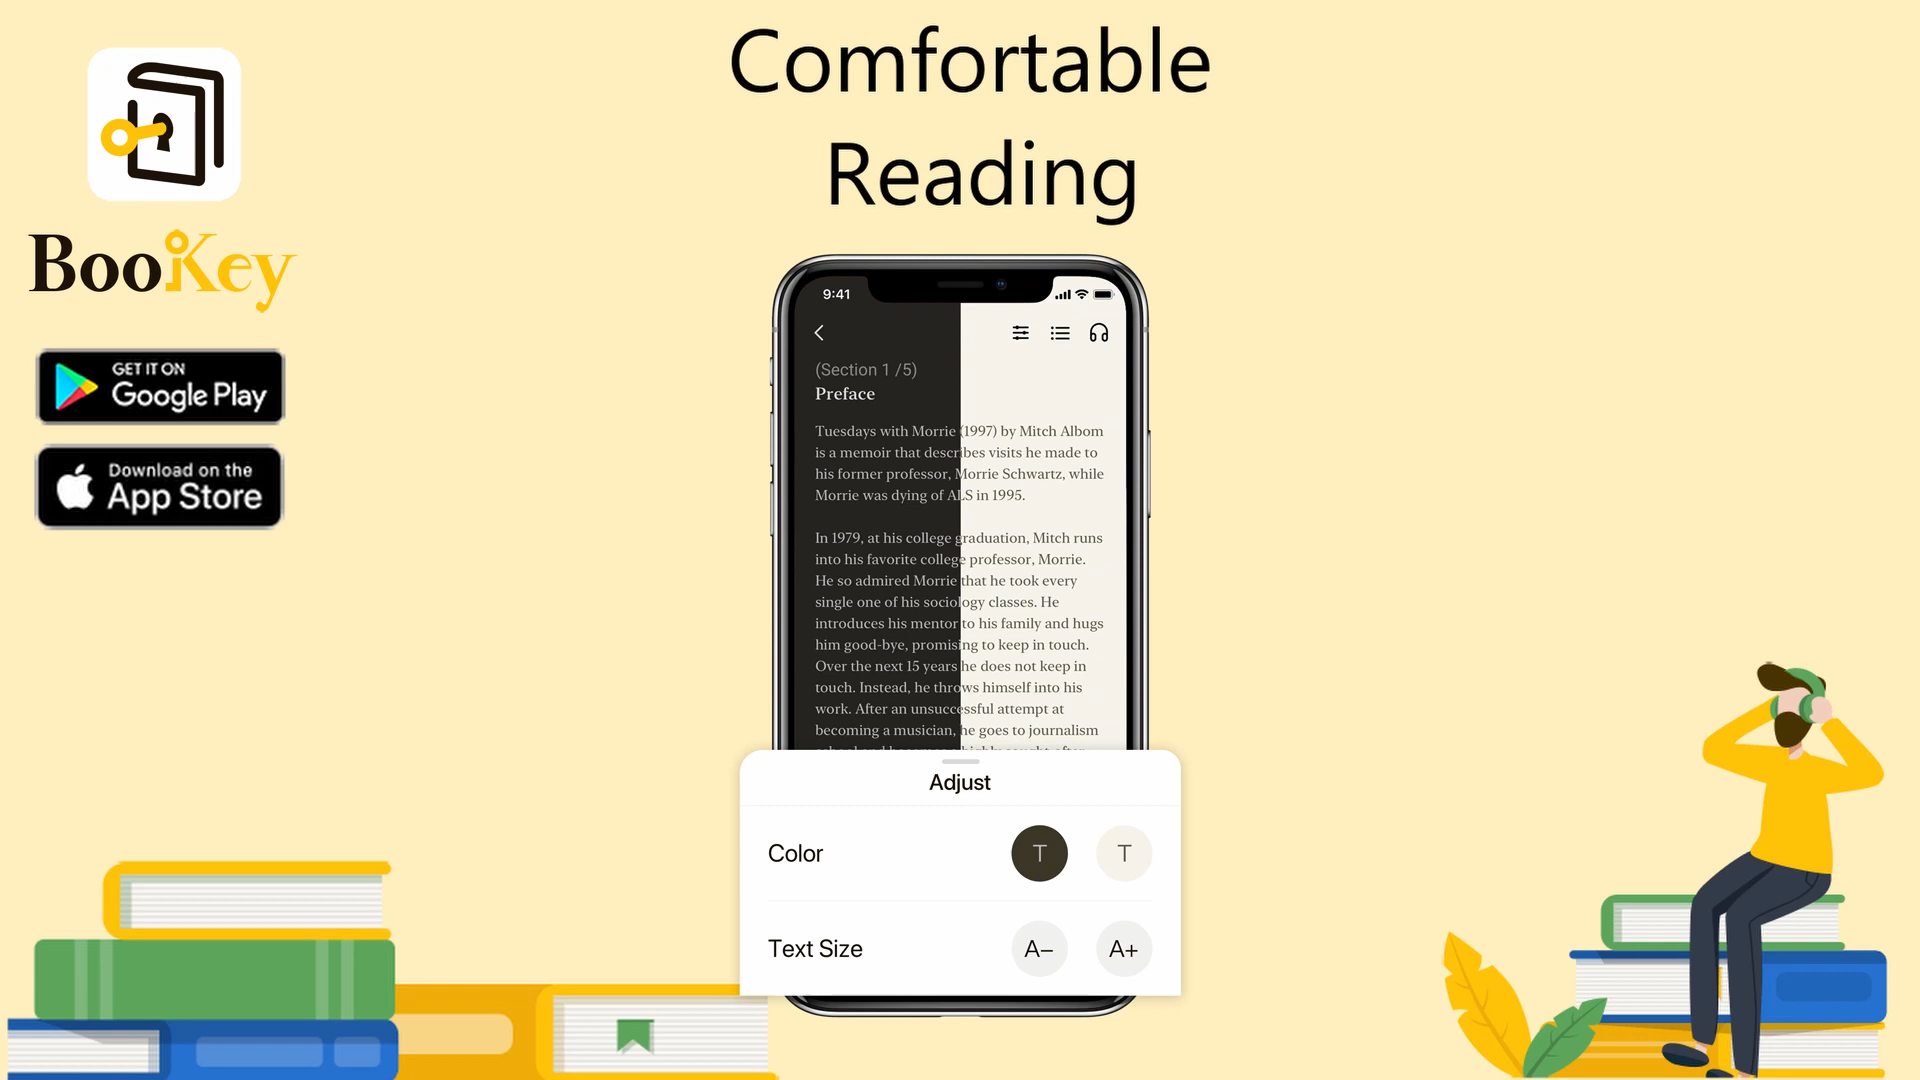 Comfortable
Reading
BooKey
GET IT ON
Google Play
Download on the
App Store
9:41
(Section 1 /5)
Preface
Tuesdays with Morrie (1997) by Mitch Albom
is a memoir that describes visits he made to
his former professor, Morrie Schwartz, while
Morrie was dying of ALS in 1995.
In 1979, at his college graduation, Mitch runs
into his favorite college professor, Morrie.
He so admired Morrie that he took every
single one of his sociology classes. He
introduces his mentor to his family and hugs
him good-bye, promising to keep in touch.
Over the next 15 years he does not keep in
touch. Instead, he throws himself into his
work. After an unsuccessful attempt at
becoming a musician, he goes to journalism
Adjust
Color T T
Text Size A− A+